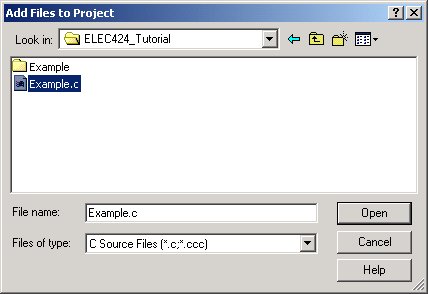 Add Files to Project
Look in: ELEC424_Tutorial
Example
Example.c
File name: Example.c Open
Files of type: C Source Files (*.c;*.ccc) Cancel
Help